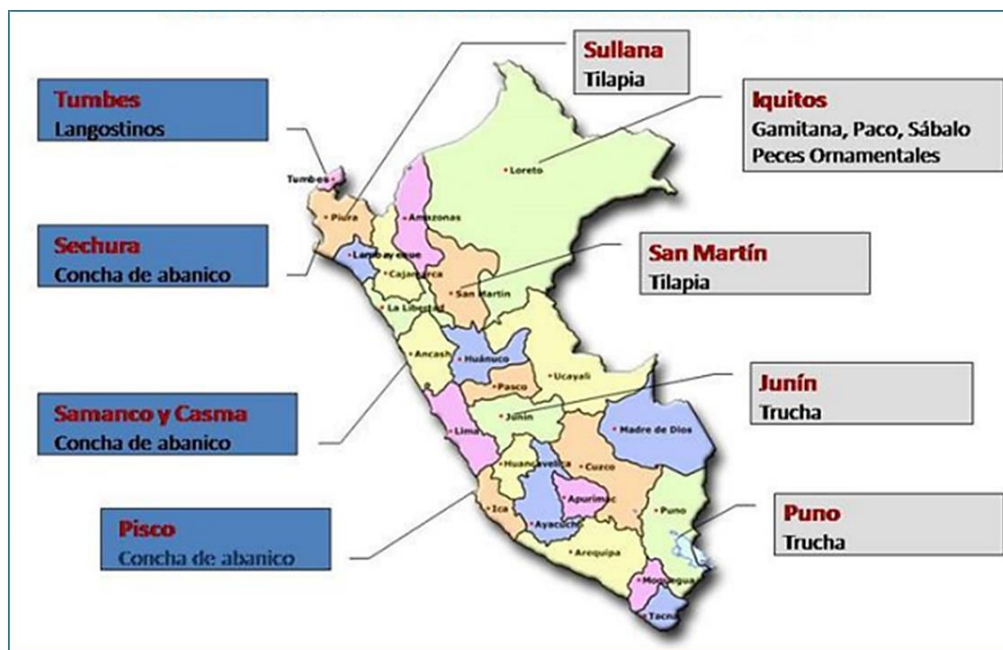 Sullana
Tilapia
Tumbes
Langostinos
Iquitos
Gamitana, Paco, Sábalo
Peces Ornamentales
Sechura
Concha de abanico
San Martín
Tilapia
Samanco y Casma
Concha de abanico
Junín
Trucha
Pisco
Concha de abanico
Puno
Trucha
Tumbes
Loreto
Piura
Amazonas
Lambayeque
Cajamarca
San Martín
La Libertad
Ancash
Huánuco
Ucayali
Pasco
Junín
Lima
Madre de Dios
Huancavelica
Cuzco
Ica
Apurimac
Ayacucho
Puno
Arequipa
Moquegua
Tacna